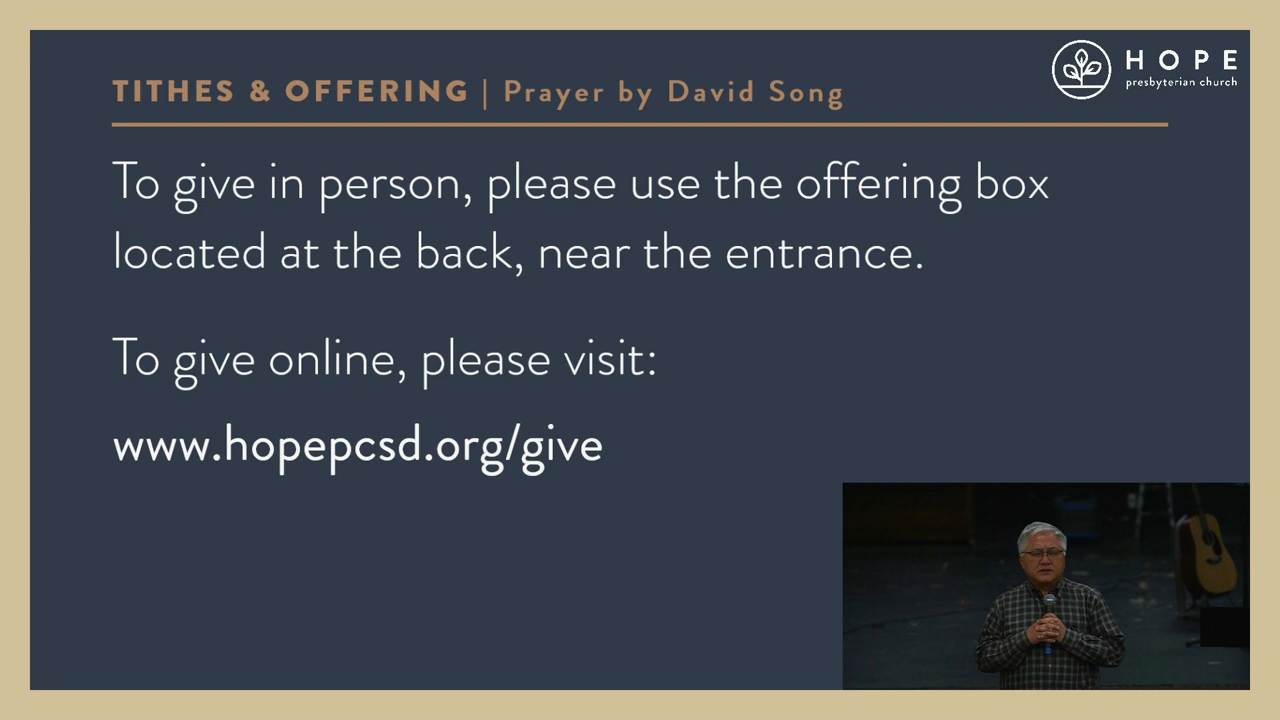 HOPE
presbyterian church
TITHES & OFFERING | Prayer by David Song
To give in person, please use the offering box
located at the back, near the entrance.
To give online, please visit:
www.hopepcsd.org/give